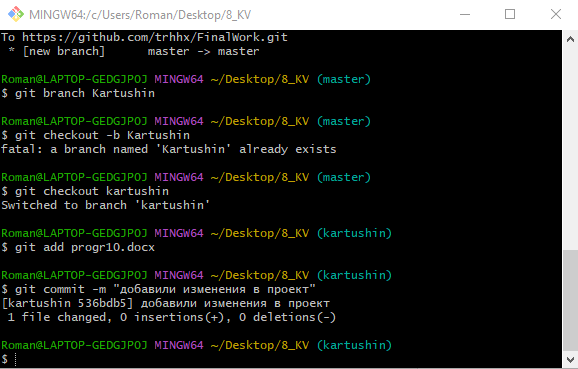 MINGW64:/c/Users/Roman/Desktop/8_KV
To https://github.com/trhhx/FinalWork.git
 * [new branch]      master -> master
Roman@LAPTOP-GEDGJPOJ MINGW64 ~/Desktop/8_KV (master)
$ git branch Kartushin
Roman@LAPTOP-GEDGJPOJ MINGW64 ~/Desktop/8_KV (master)
$ git checkout -b Kartushin
fatal: a branch named 'Kartushin' already exists
Roman@LAPTOP-GEDGJPOJ MINGW64 ~/Desktop/8_KV (master)
$ git checkout kartushin
Switched to branch 'kartushin'
Roman@LAPTOP-GEDGJPOJ MINGW64 ~/Desktop/8_KV (kartushin)
$ git add progr10.docx
Roman@LAPTOP-GEDGJPOJ MINGW64 ~/Desktop/8_KV (kartushin)
$ git commit -m "добавили изменения в проект"
[kartushin 536bdb5] добавили изменения в проект
 1 file changed, 0 insertions(+), 0 deletions(-)
Roman@LAPTOP-GEDGJPOJ MINGW64 ~/Desktop/8_KV (kartushin)
$